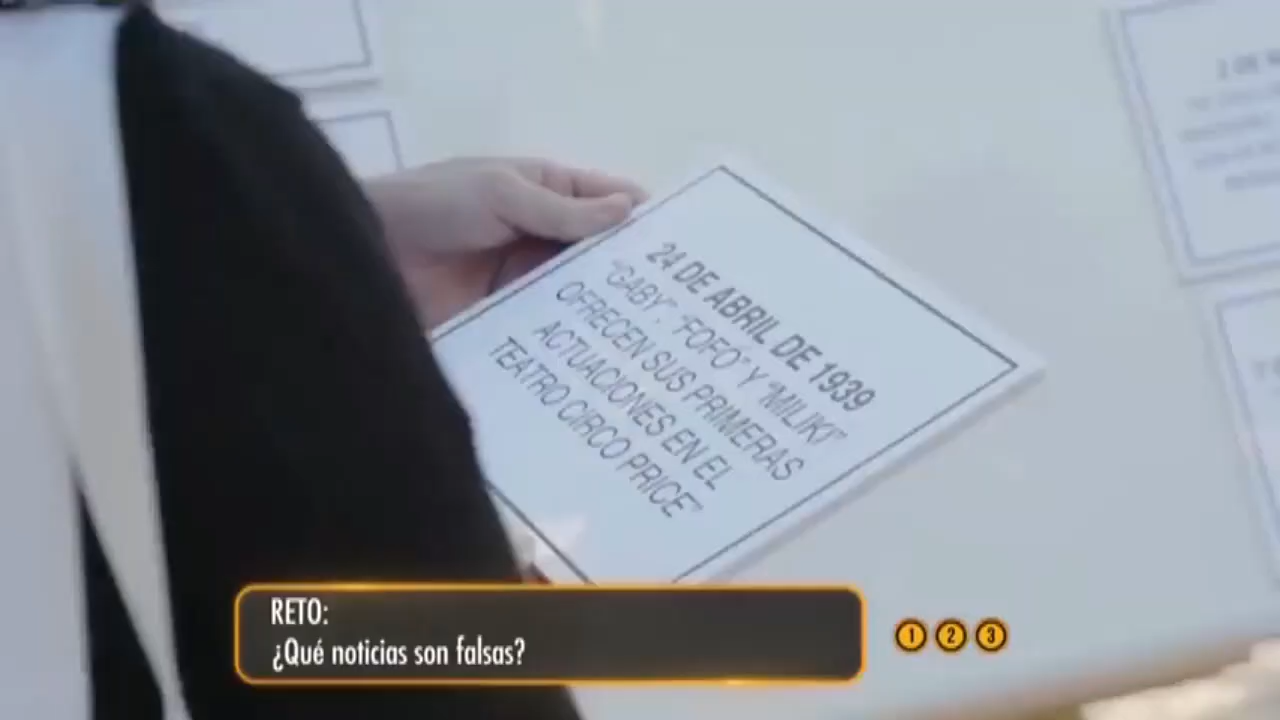 24 DE ABRIL DE 1939
"GABY", "FOFO" Y "MILIKI"
OFRECEN SUS PRIMERAS
ACTUACIONES EN EL
TEATRO CIRCO PRICE"
RETO:
¿Qué noticias son falsas?
1 2 3